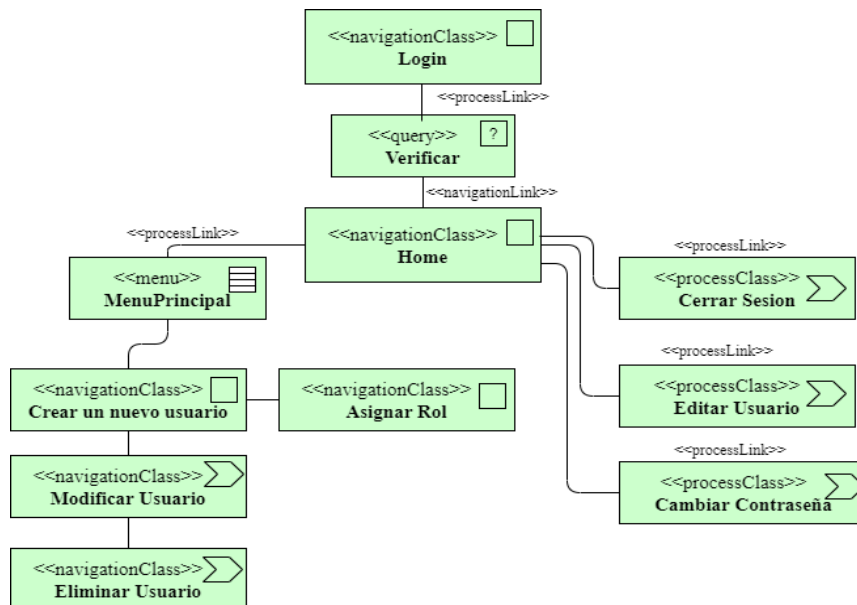 <<navigationClass>>
Login
<<processLink>>
<<query>>
?
Verificar
<<navigationLink>>
<<navigationClass>>
Home
<<processLink>>
<<menu>>
MenuPrincipal
<<processLink>>
<<processClass>>
Cerrar Sesion
<<processLink>>
<<processClass>>
Editar Usuario
<<processLink>>
<<processClass>>
Cambiar Contraseña
<<navigationClass>>
Crear un nuevo usuario
<<navigationClass>>
Asignar Rol
<<navigationClass>>
Modificar Usuario
<<navigationClass>>
Eliminar Usuario